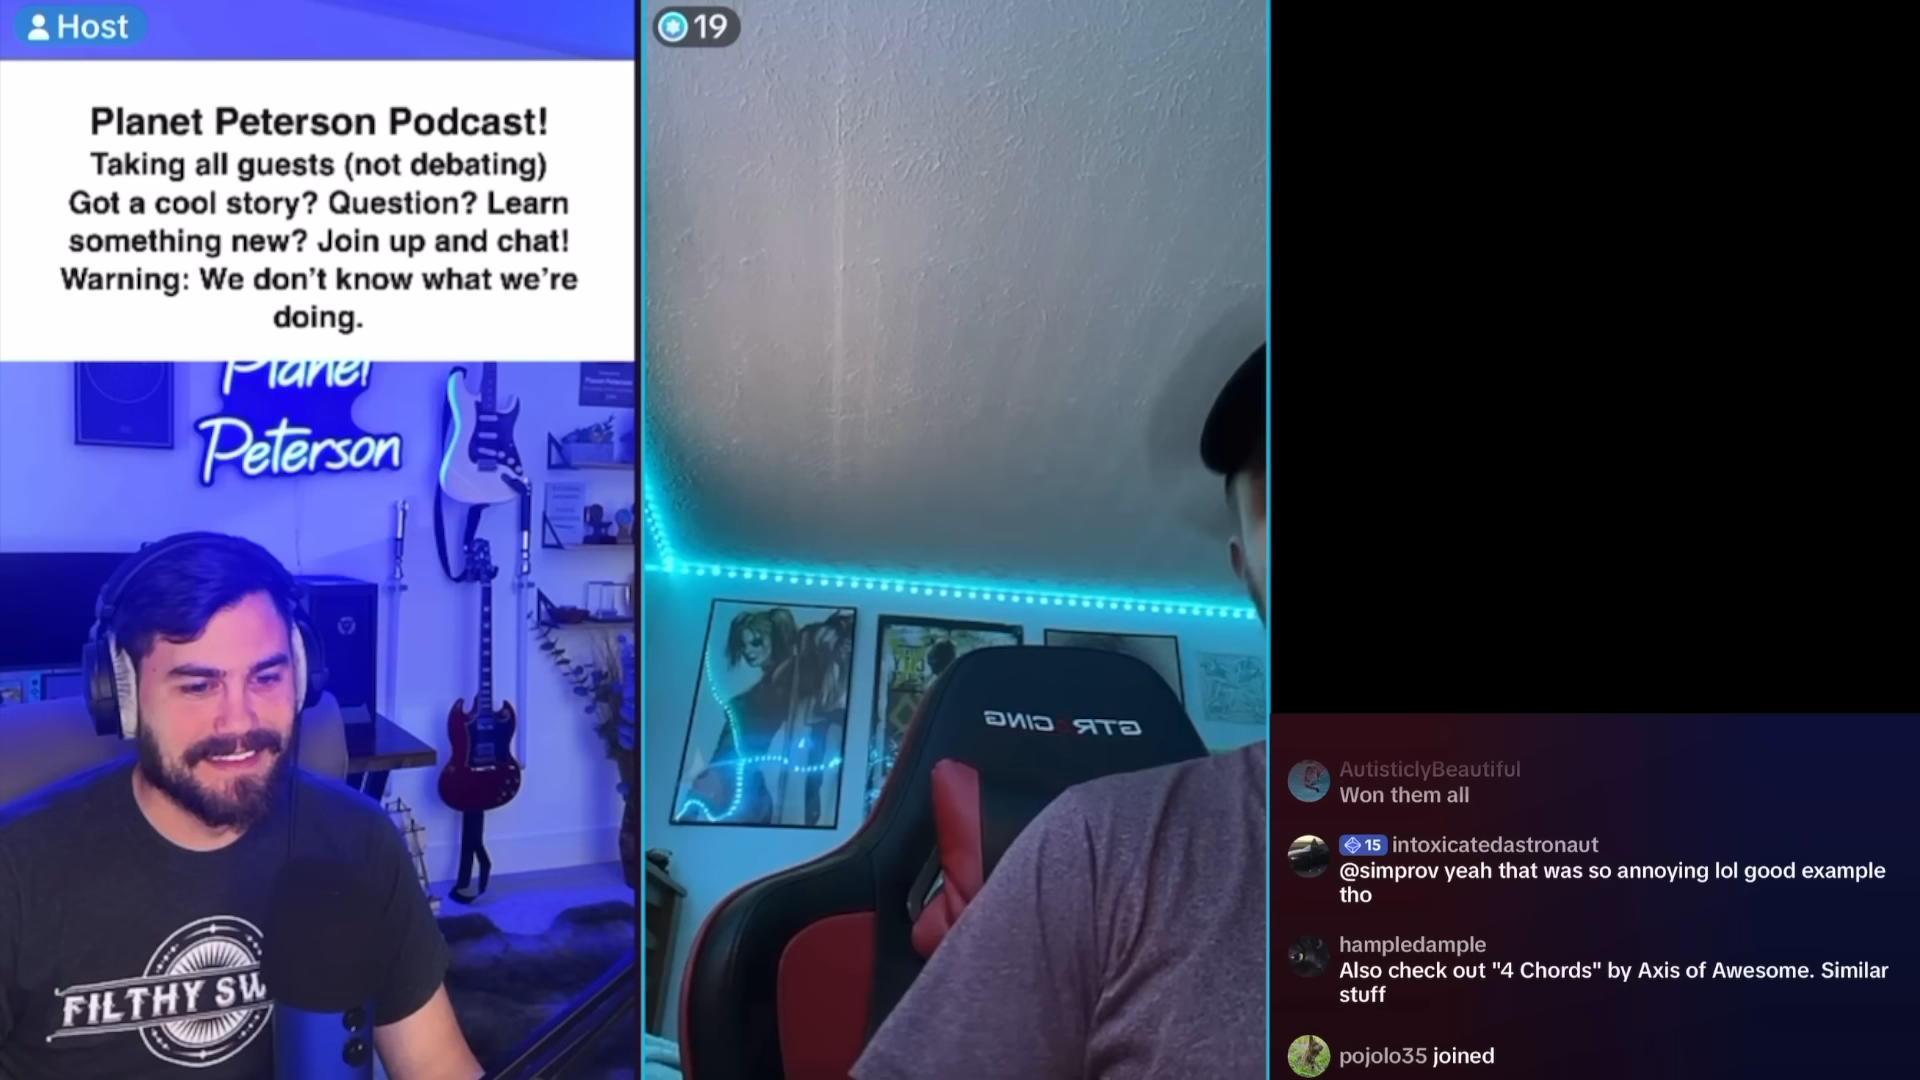 Host
Planet Peterson Podcast!
Taking all guests (not debating)
Got a cool story? Question? Learn
something new? Join up and chat!
Warning: We don't know what we're
doing.
Planet
Peterson
FILTHY SW
19
GTRACING
AutisticlyBeautiful
Won them all
15 intoxicatedastronaut
@simprov yeah that was so annoying lol good example
tho
hampledample
Also check out "4 Chords" by Axis of Awesome. Similar
stuff
pojolo35 joined